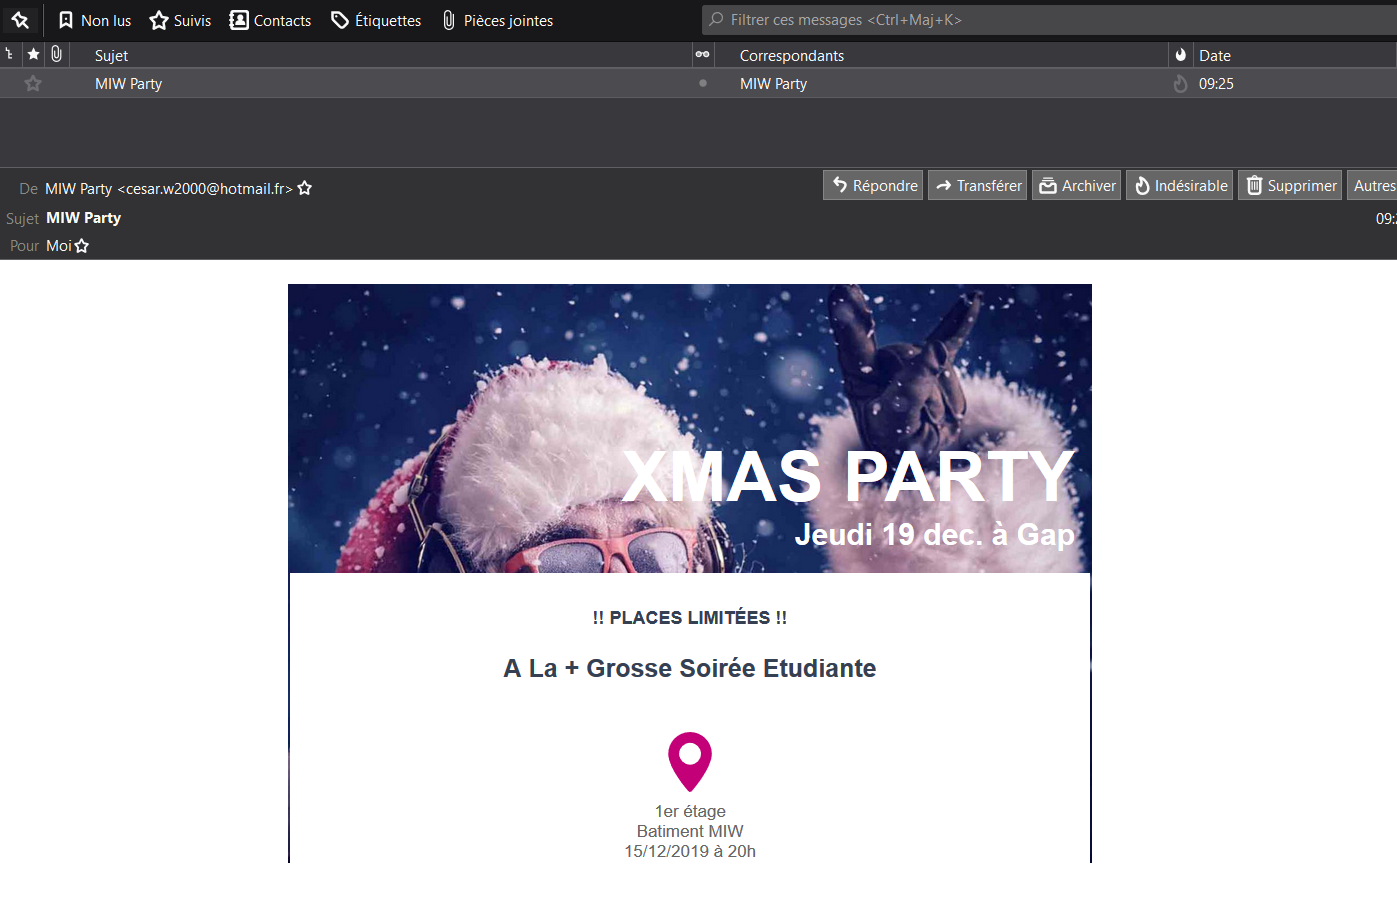 Non lus Suivis Contacts Étiquettes Pièces jointes Filtrer ces messages <Ctrl+Maj+K>
Sujet Correspondants Date
MIW Party MIW Party 09:25
De MIW Party <cesar.w2000@hotmail.fr> Répondre Transférer Archiver Indésirable Supprimer Autres
Sujet MIW Party
Pour Moi
XMAS PARTY
Jeudi 19 dec. à Gap
!! PLACES LIMITÉES !!
A La + Grosse Soirée Etudiante
1er étage
Batiment MIW
15/12/2019 à 20h